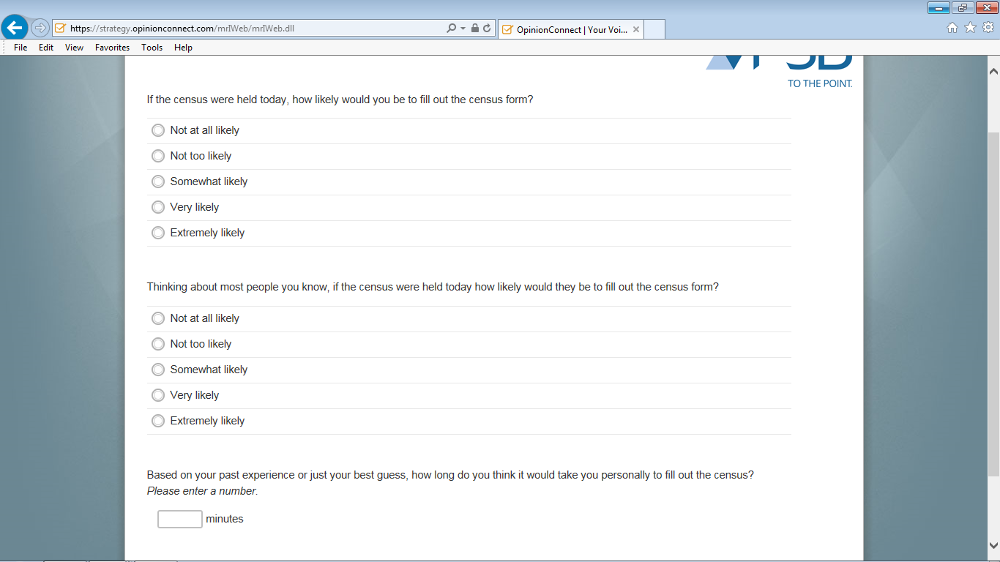 https://strategy.opinionconnect.com/mrIWeb/mrIWeb.dll
OpinionConnect | Your Voi...
File Edit View Favorites Tools Help
TO THE POINT.
If the census were held today, how likely would you be to fill out the census form?
Not at all likely
Not too likely
Somewhat likely
Very likely
Extremely likely
Thinking about most people you know, if the census were held today how likely would they be to fill out the census form?
Not at all likely
Not too likely
Somewhat likely
Very likely
Extremely likely
Based on your past experience or just your best guess, how long do you think it would take you personally to fill out the census?
Please enter a number.
minutes